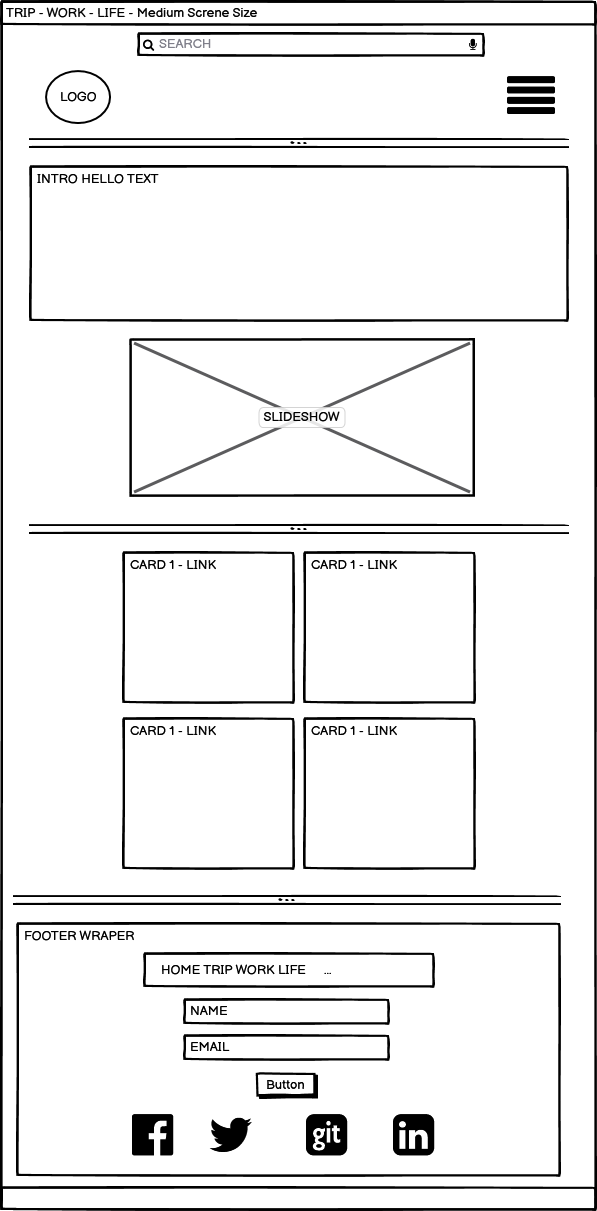 TRIP - WORK - LIFE - Medium Screne Size
SEARCH
LOGO
INTRO HELLO TEXT
SLIDESHOW
CARD 1 - LINK
CARD 1 - LINK
CARD 1 - LINK
CARD 1 - LINK
FOOTER WRAPER
HOME TRIP WORK LIFE ...
NAME
EMAIL
Button
git
in